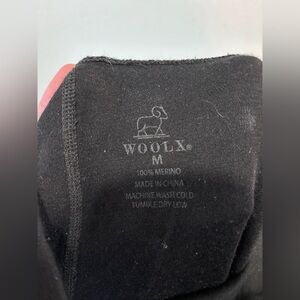 WOOLX®
M
100% MERINO
MADE IN CHINA
MACHINE WASH COLD
TUMBLE DRY LOW